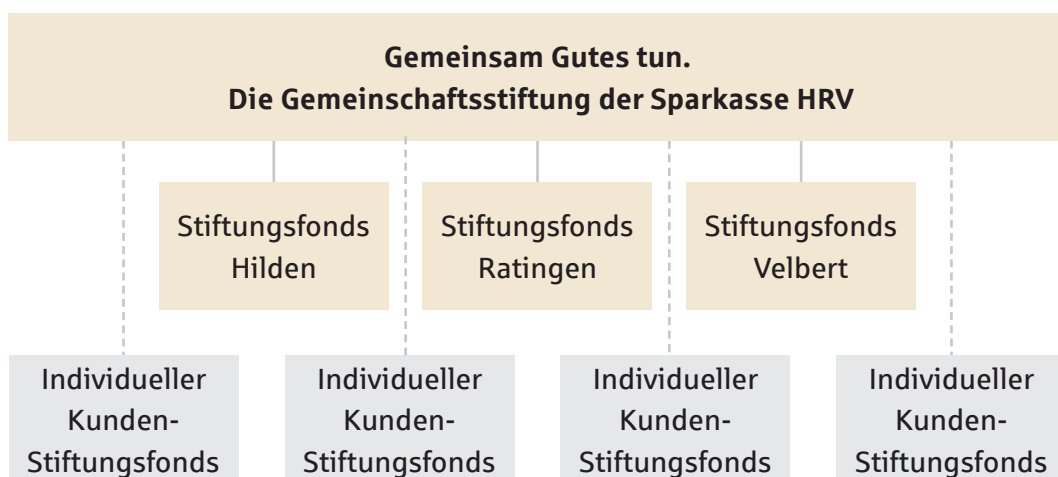 Gemeinsam Gutes tun.
Die Gemeinschaftsstiftung der Sparkasse HRV
Stiftungsfonds
Hilden
Stiftungsfonds
Ratingen
Stiftungsfonds
Velbert
Individueller
Kunden-
Stiftungsfonds
Individueller
Kunden-
Stiftungsfonds
Individueller
Kunden-
Stiftungsfonds
Individueller
Kunden-
Stiftungsfonds